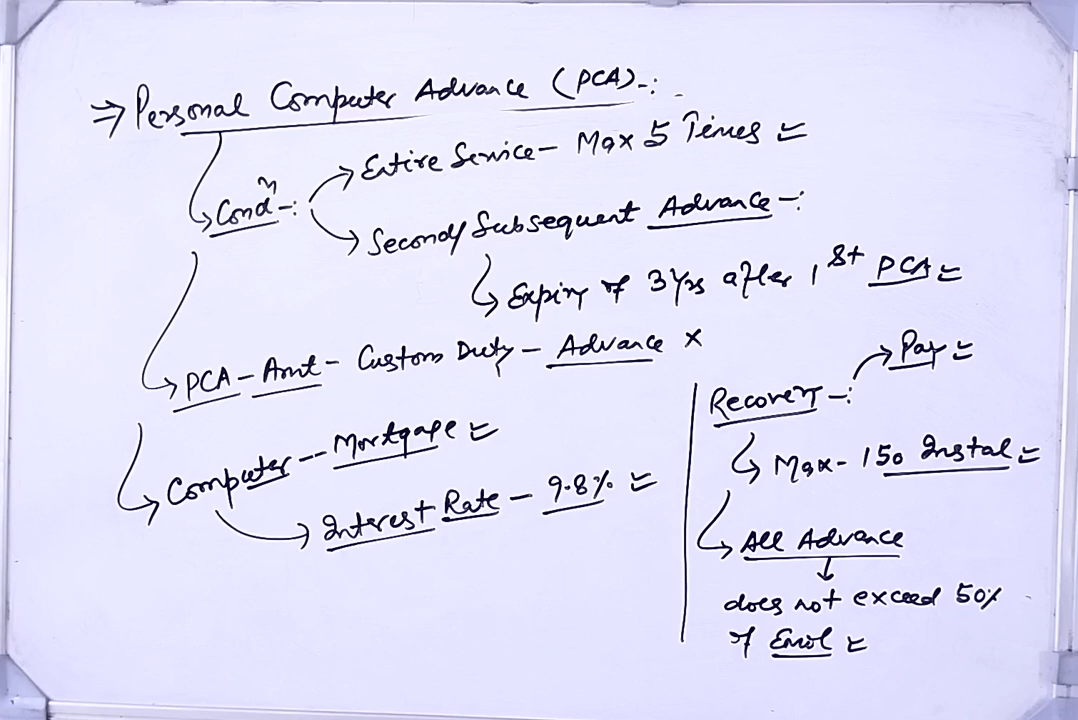 ⇒ Personal Computer Advance (PCA)-:
Condn-:
→ Entire Service - Max 5 Times
→ Second/Subsequent Advance -:
Expiry of 3 Yrs after 1st PCA
PCA - Amt - Custom Duty - Advance ×
Computer -- Mortgage
→ Interest Rate - 9.8%
Recovery -:
→ Pay
Max - 150 Instal
All Advance
↓
does not exceed 50%
of Emol